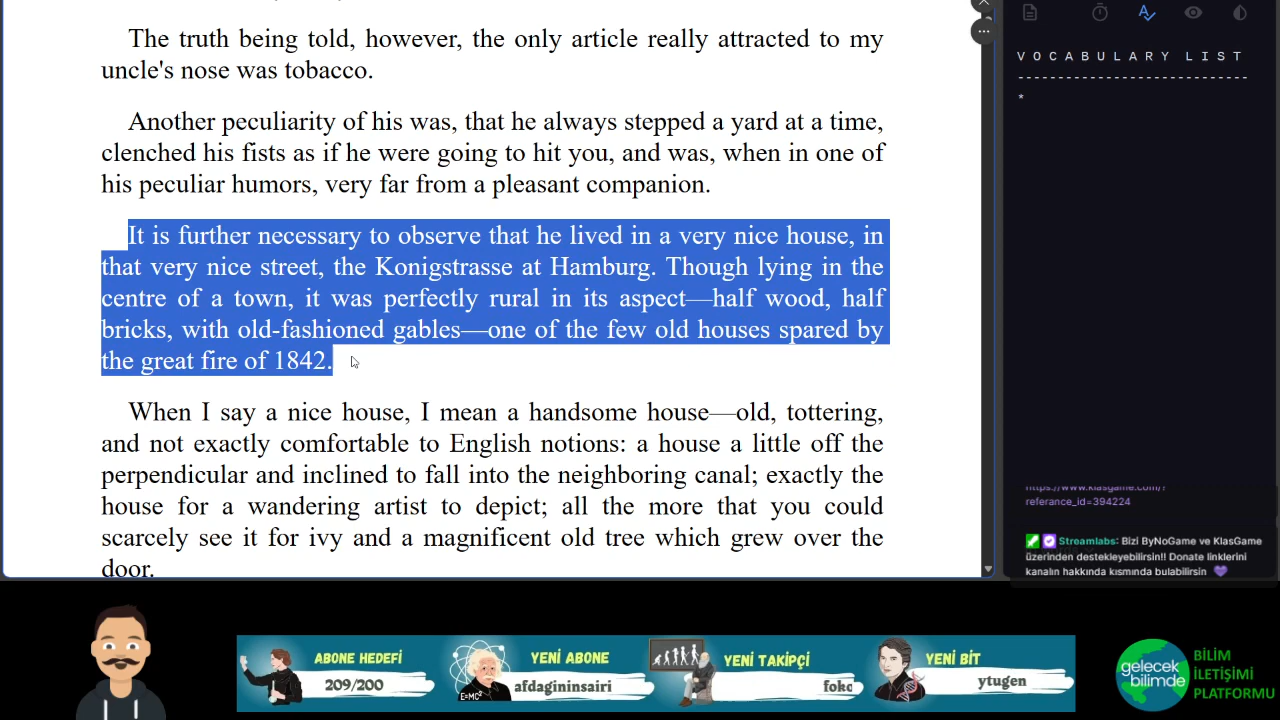 The truth being told, however, the only article really attracted to my
uncle's nose was tobacco.
Another peculiarity of his was, that he always stepped a yard at a time,
clenched his fists as if he were going to hit you, and was, when in one of
his peculiar humors, very far from a pleasant companion.
It is further necessary to observe that he lived in a very nice house, in
that very nice street, the Konigstrasse at Hamburg. Though lying in the
centre of a town, it was perfectly rural in its aspect—half wood, half
bricks, with old-fashioned gables—one of the few old houses spared by
the great fire of 1842.
When I say a nice house, I mean a handsome house—old, tottering,
and not exactly comfortable to English notions: a house a little off the
perpendicular and inclined to fall into the neighboring canal; exactly the
house for a wandering artist to depict; all the more that you could
scarcely see it for ivy and a magnificent old tree which grew over the
door.
VOCABULARY LIST
-----------------------------
*
https://www.klasgame.com/?
referance_id=394224
Streamlabs: Bizi ByNoGame ve KlasGame
üzerinden destekleyebilirsin!! Donate linklerini
kanalın hakkında kısmında bulabilirsin
ABONE HEDEFİ
209/200
E=MC²
YENİ ABONE
afdagininsairi
YENİ TAKİPÇİ
foko
YENİ BIT
ytugen
gelecek
bilimde
BİLİM
İLETİŞİMİ
PLATFORMU